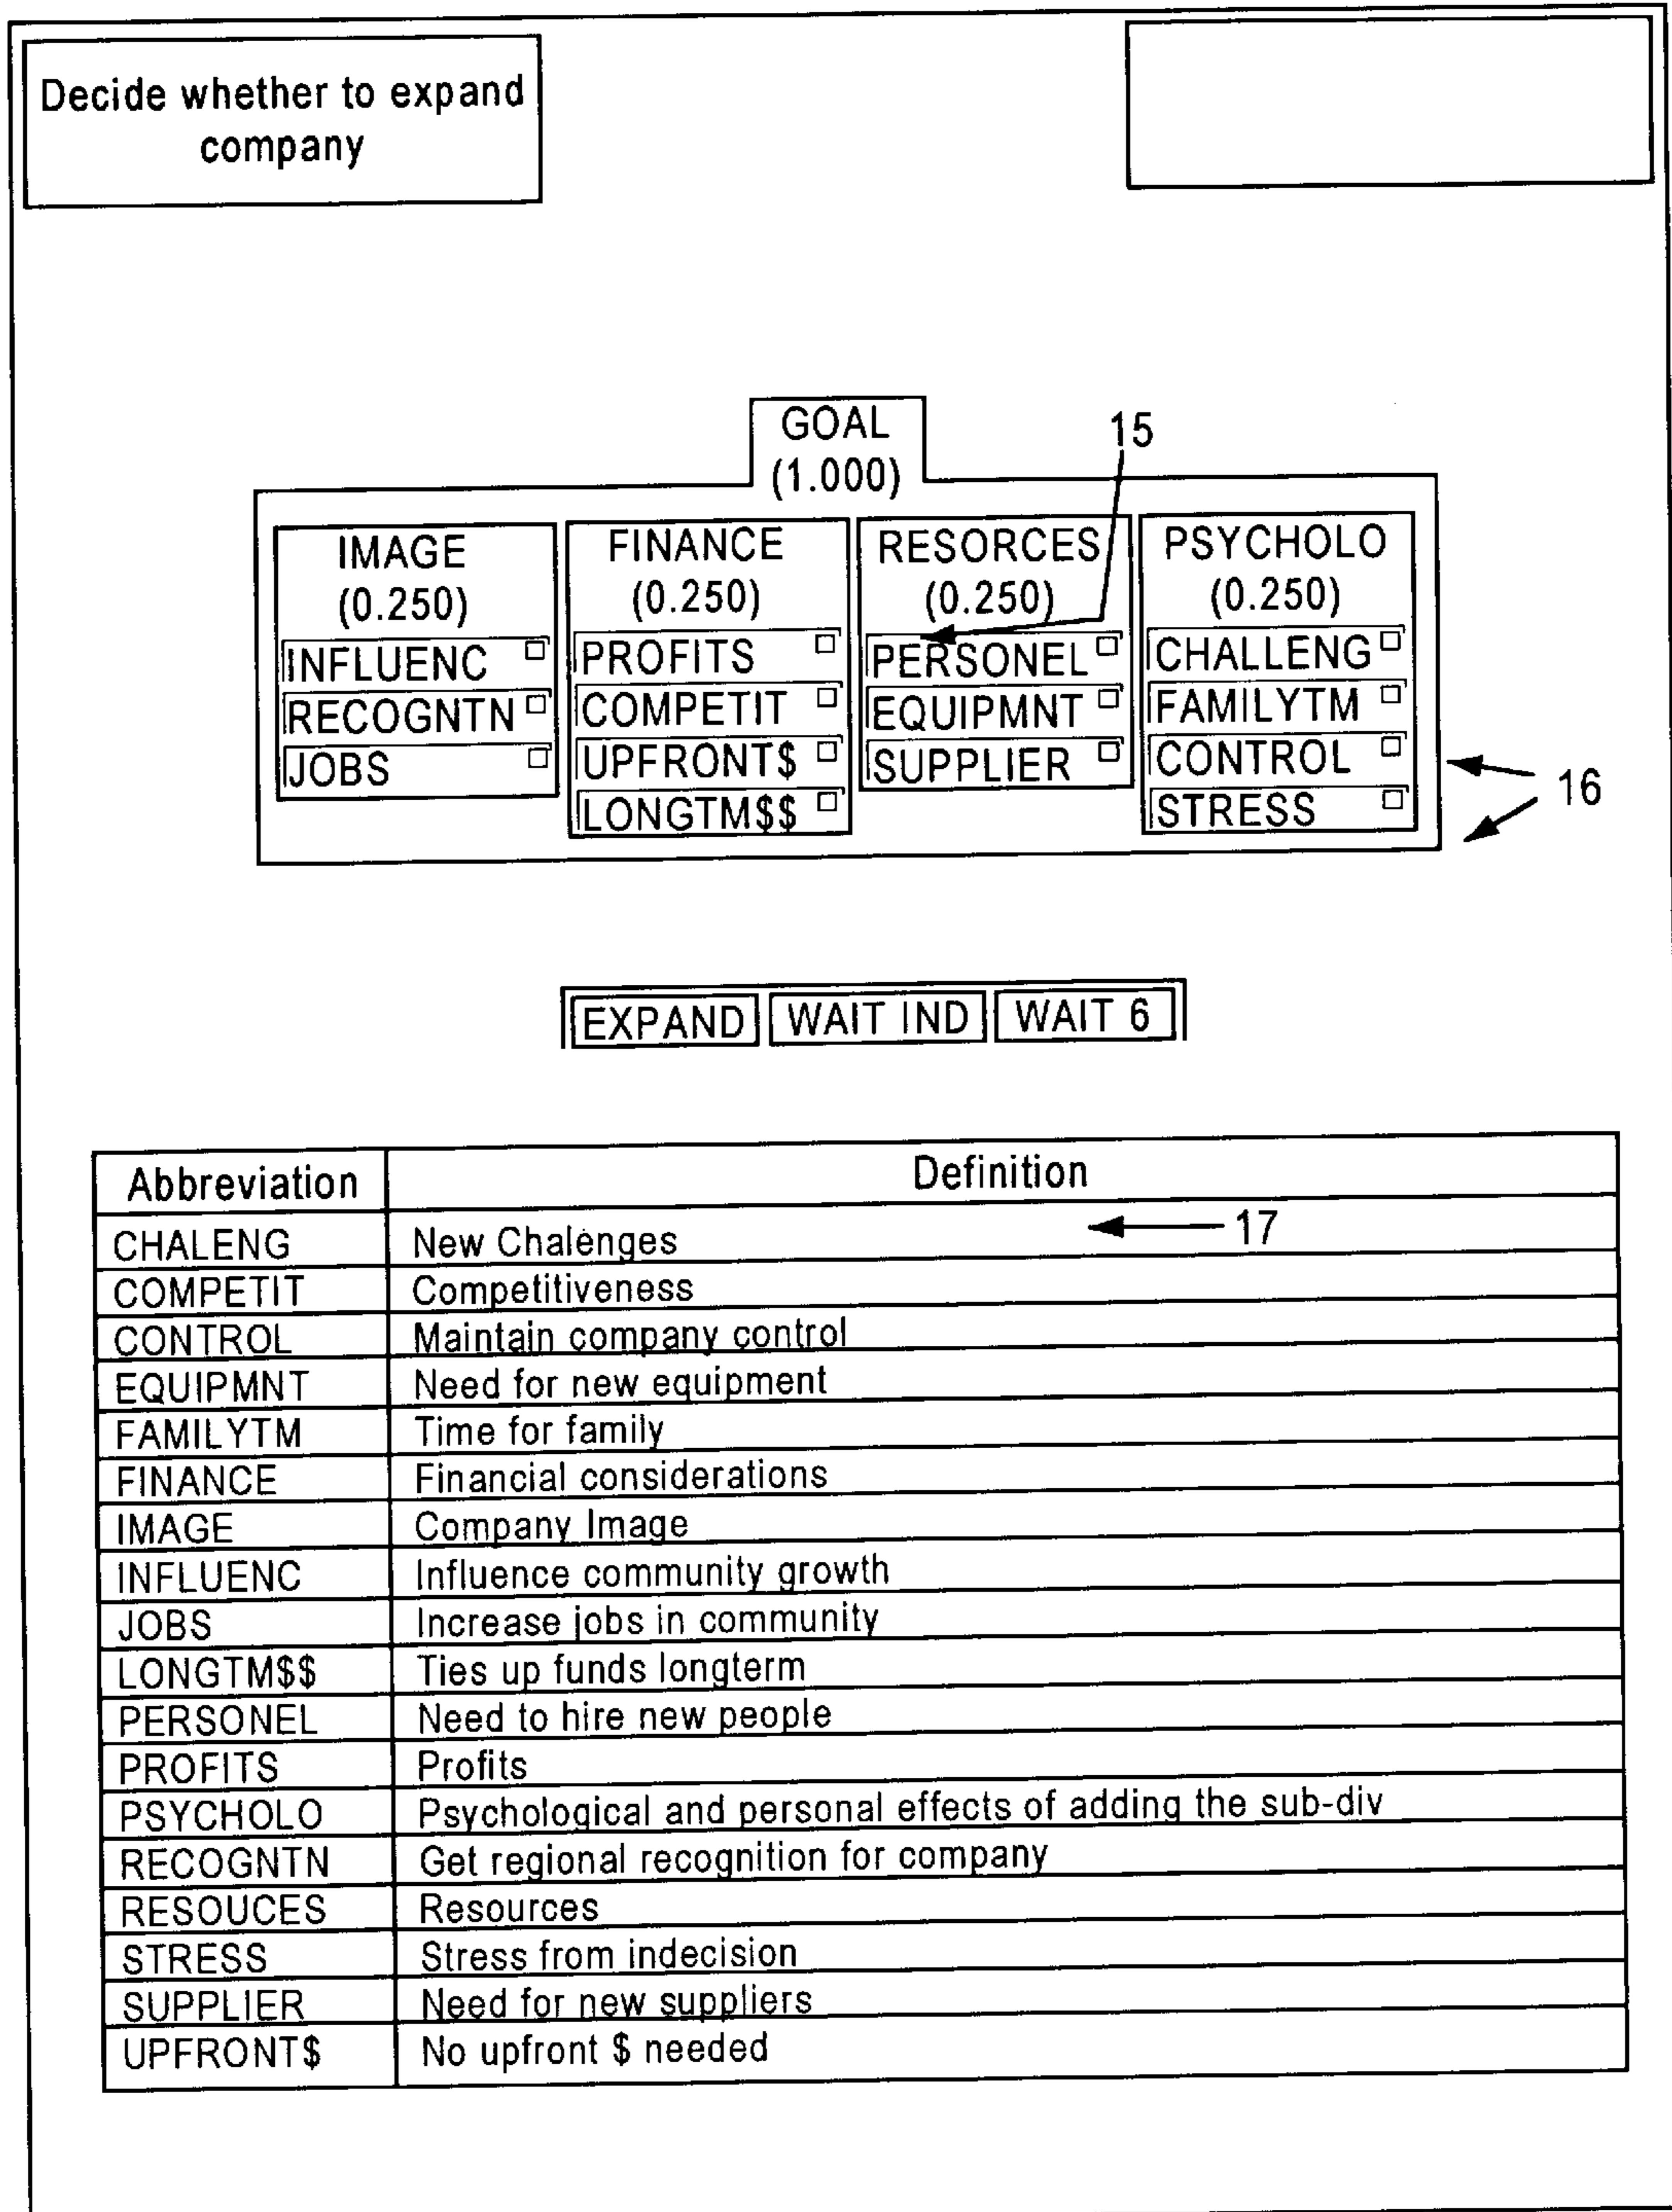 Decide whether to expand
company
GOAL
(1.000)
15
IMAGE
(0.250)
INFLUENC
RECOGNTN
JOBS
FINANCE
(0.250)
PROFITS
COMPETIT
UPFRONT$
LONGTM$$
RESORCES
(0.250)
PERSONEL
EQUIPMNT
SUPPLIER
PSYCHOLO
(0.250)
CHALLENG
FAMILYTM
CONTROL
STRESS
16
EXPAND WAIT IND WAIT 6
Abbreviation Definition
CHALENG New Chalenges 17
COMPETIT Competitiveness
CONTROL Maintain company control
EQUIPMNT Need for new equipment
FAMILYTM Time for family
FINANCE Financial considerations
IMAGE Company Image
INFLUENC Influence community growth
JOBS Increase jobs in community
LONGTM$$ Ties up funds longterm
PERSONEL Need to hire new people
PROFITS Profits
PSYCHOLO Psychological and personal effects of adding the sub-div
RECOGNTN Get regional recognition for company
RESOUCES Resources
STRESS Stress from indecision
SUPPLIER Need for new suppliers
UPFRONT$ No upfront $ needed